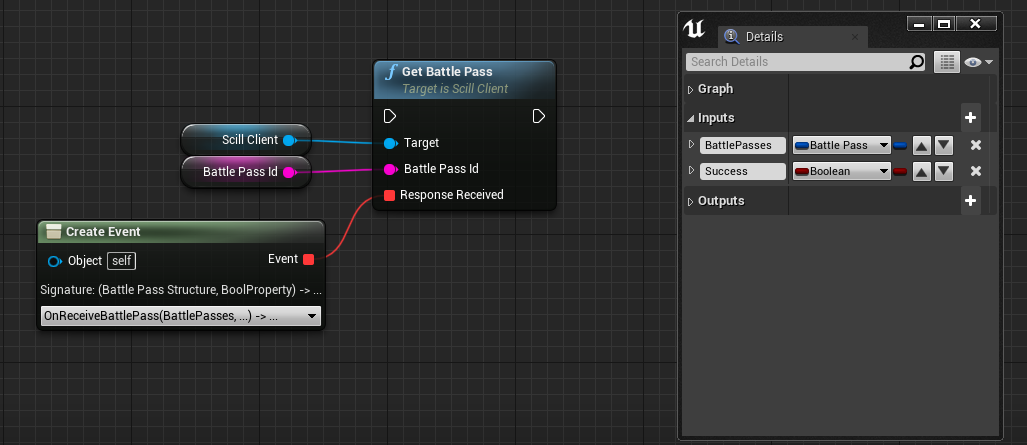 Get Battle Pass
Target is Scill Client
Target
Battle Pass Id
Response Received
Scill Client
Battle Pass Id
Create Event
Object self
Event
Signature: (Battle Pass Structure, BoolProperty) -> ...
OnReceiveBattlePass(BattlePasses, ...) -> ...
Details
Search Details
Graph
Inputs
BattlePasses Battle Pass
Success Boolean
Outputs